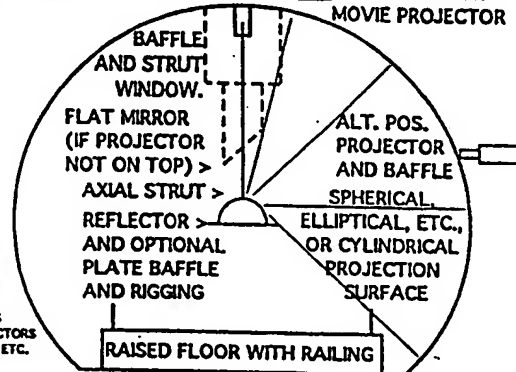 MOVIE PROJECTOR
BAFFLE
AND STRUT
WINDOW.
FLAT MIRROR
(IF PROJECTOR
NOT ON TOP) >
AXIAL STRUT >
REFLECTOR >
AND OPTIONAL
PLATE BAFFLE
AND RIGGING
ALT. POS.
PROJECTOR
AND BAFFLE
SPHERICAL,
ELLIPTICAL, ETC.,
OR CYLINDRICAL
PROJECTION
SURFACE
CTORS
ETC.
RAISED FLOOR WITH RAILING